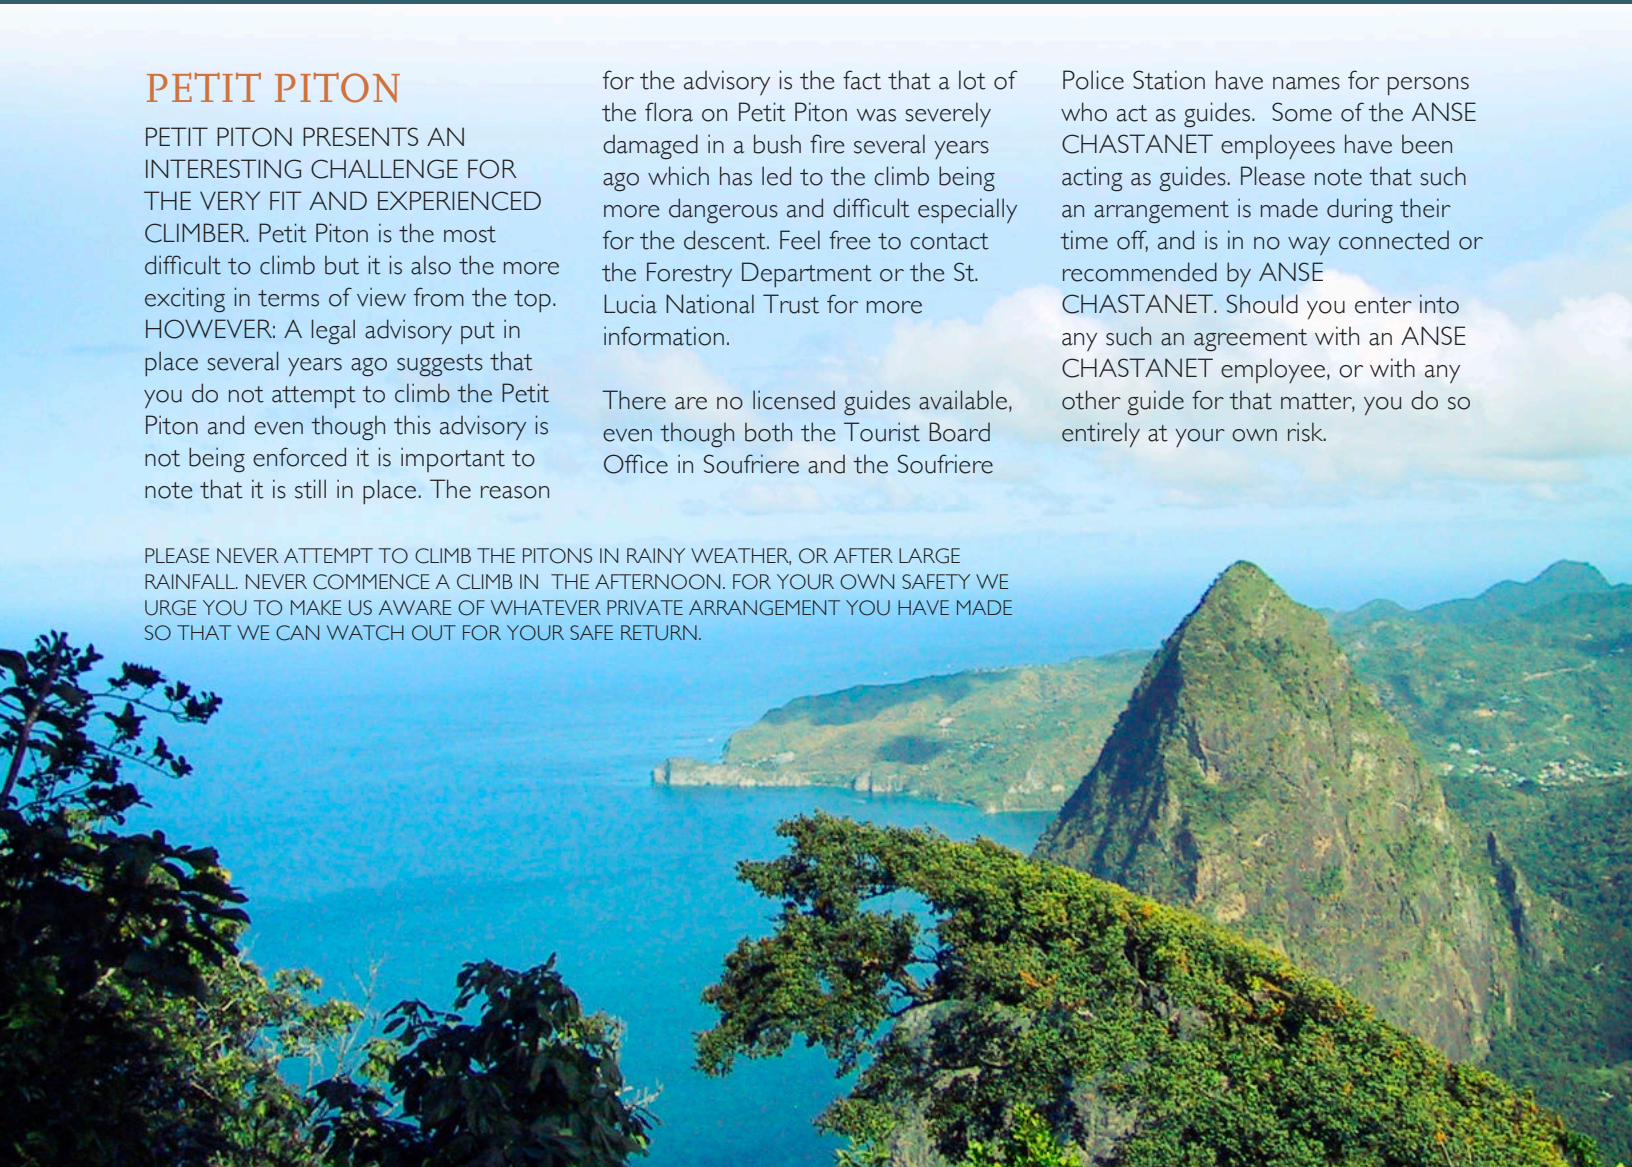 PETIT PITON
PETIT PITON PRESENTS AN
INTERESTING CHALLENGE FOR
THE VERY FIT AND EXPERIENCED
CLIMBER. Petit Piton is the most
difficult to climb but it is also the more
exciting in terms of view from the top.
HOWEVER: A legal advisory put in
place several years ago suggests that
you do not attempt to climb the Petit
Piton and even though this advisory is
not being enforced it is important to
note that it is still in place. The reason
for the advisory is the fact that a lot of
the flora on Petit Piton was severely
damaged in a bush fire several years
ago which has led to the climb being
more dangerous and difficult especially
for the descent. Feel free to contact
the Forestry Department or the St.
Lucia National Trust for more
information.
There are no licensed guides available,
even though both the Tourist Board
Office in Soufriere and the Soufriere
Police Station have names for persons
who act as guides.  Some of the ANSE
CHASTANET employees have been
acting as guides. Please note that such
an arrangement is made during their
time off, and is in no way connected or
recommended by ANSE
CHASTANET. Should you enter into
any such an agreement with an ANSE
CHASTANET employee, or with any
other guide for that matter, you do so
entirely at your own risk.
PLEASE NEVER ATTEMPT TO CLIMB THE PITONS IN RAINY WEATHER, OR AFTER LARGE
RAINFALL. NEVER COMMENCE A CLIMB IN  THE AFTERNOON. FOR YOUR OWN SAFETY WE
URGE YOU TO MAKE US AWARE OF WHATEVER PRIVATE ARRANGEMENT YOU HAVE MADE
SO THAT WE CAN WATCH OUT FOR YOUR SAFE RETURN.